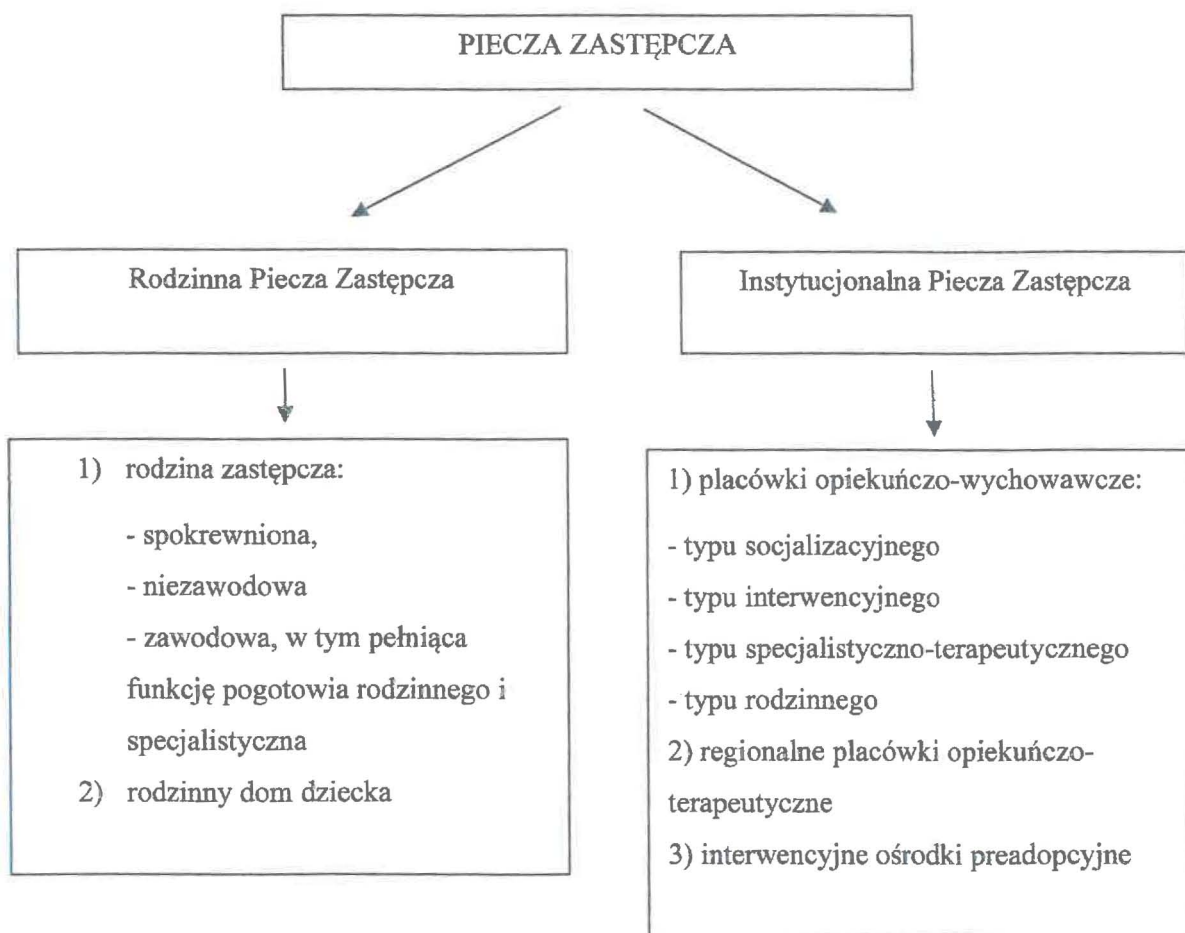 PIECZA ZASTĘPCZA
Rodzinna Piecza Zastępcza
Instytucjonalna Piecza Zastępcza
1) rodzina zastępcza:
- spokrewniona,
- niezawodowa
- zawodowa, w tym pełniąca
funkcję pogotowia rodzinnego i
specjalistyczna
2) rodzinny dom dziecka
1) placówki opiekuńczo-wychowawcze:
- typu socjalizacyjnego
- typu interwencyjnego
- typu specjalistyczno-terapeutycznego
- typu rodzinnego
2) regionalne placówki opiekuńczo-
terapeutyczne
3) interwencyjne ośrodki preadopcyjne